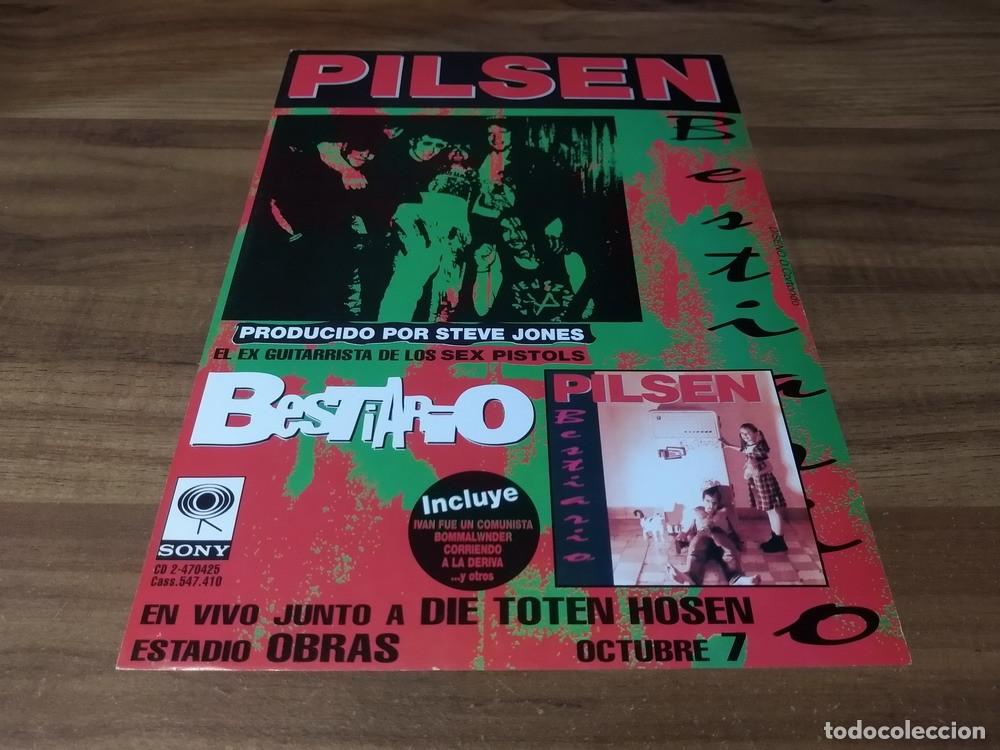 PILSEN
Bestiario
PRODUCIDO POR STEVE JONES
EL EX GUITARRISTA DE LOS SEX PISTOLS
BESTiARiO
PILSEN
Bestiario
Incluye
IVAN FUE UN COMUNISTA
BOMMALWNDER
CORRIENDO
A LA DERIVA
...y otros
SONY
CD 2-470425
Cass.547.410
EN VIVO JUNTO A DIE TOTEN HOSEN
ESTADIO OBRAS OCTUBRE 7
todocoleccion